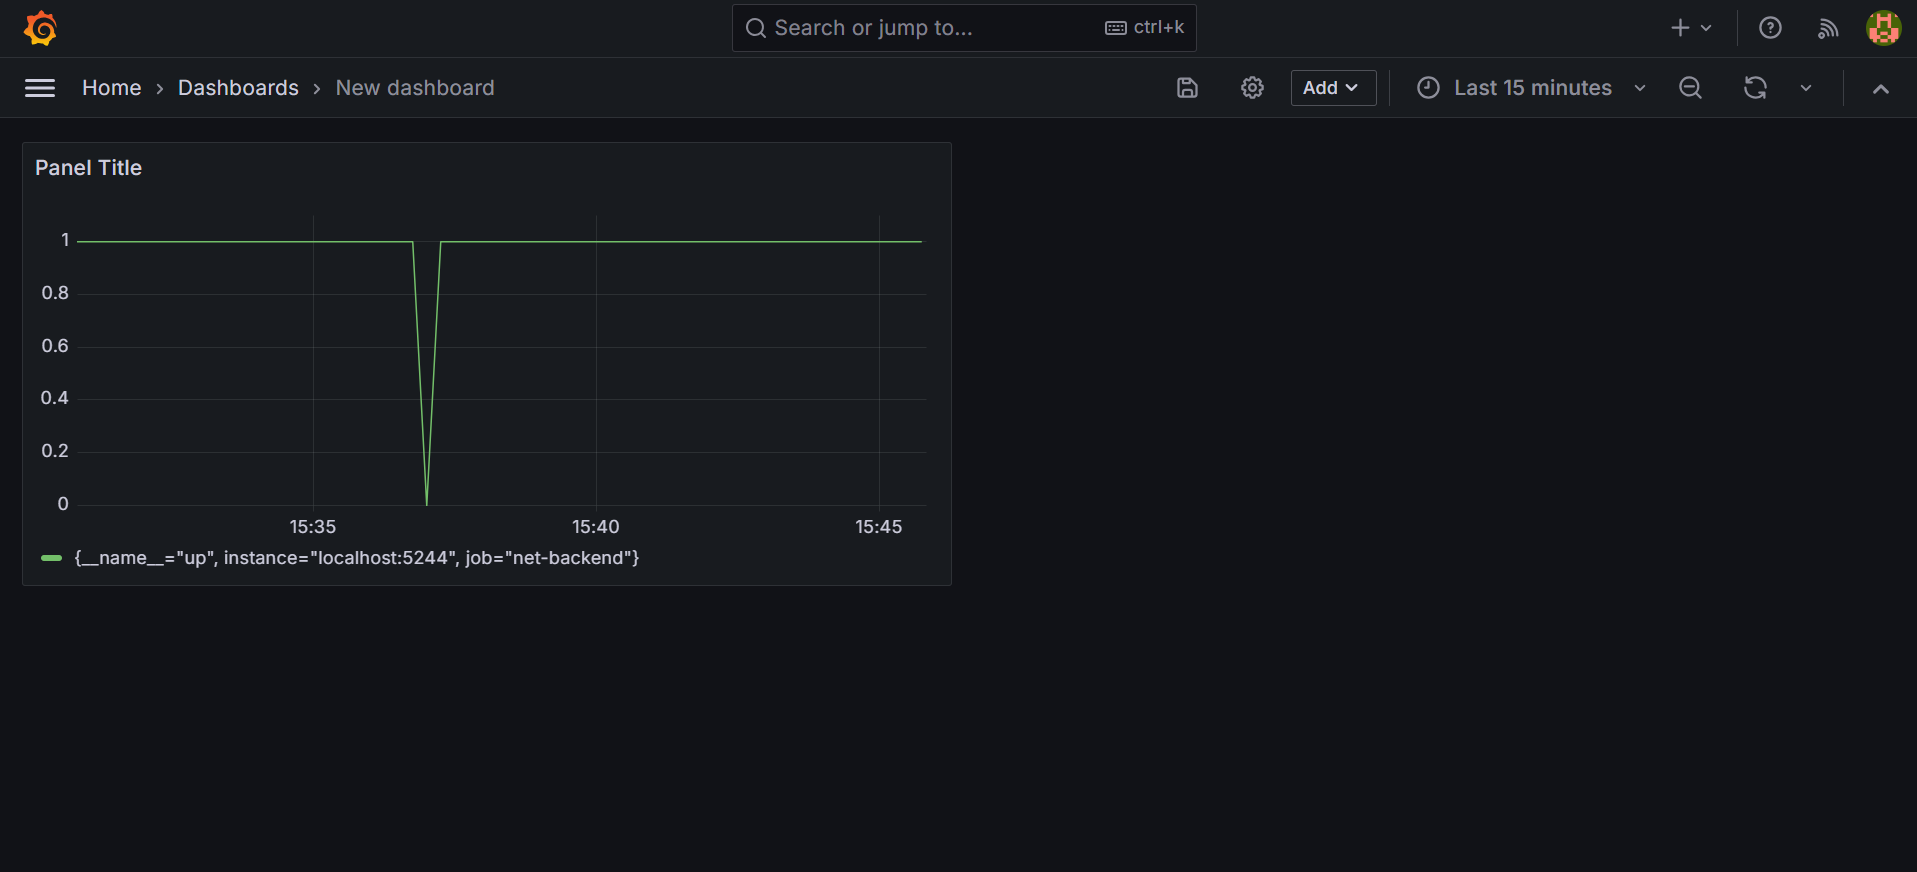 Search or jump to... ctrl+k
Home › Dashboards › New dashboard Add Last 15 minutes
Panel Title
1
0.8
0.6
0.4
0.2
0
15:35 15:40 15:45
{__name__="up", instance="localhost:5244", job="net-backend"}